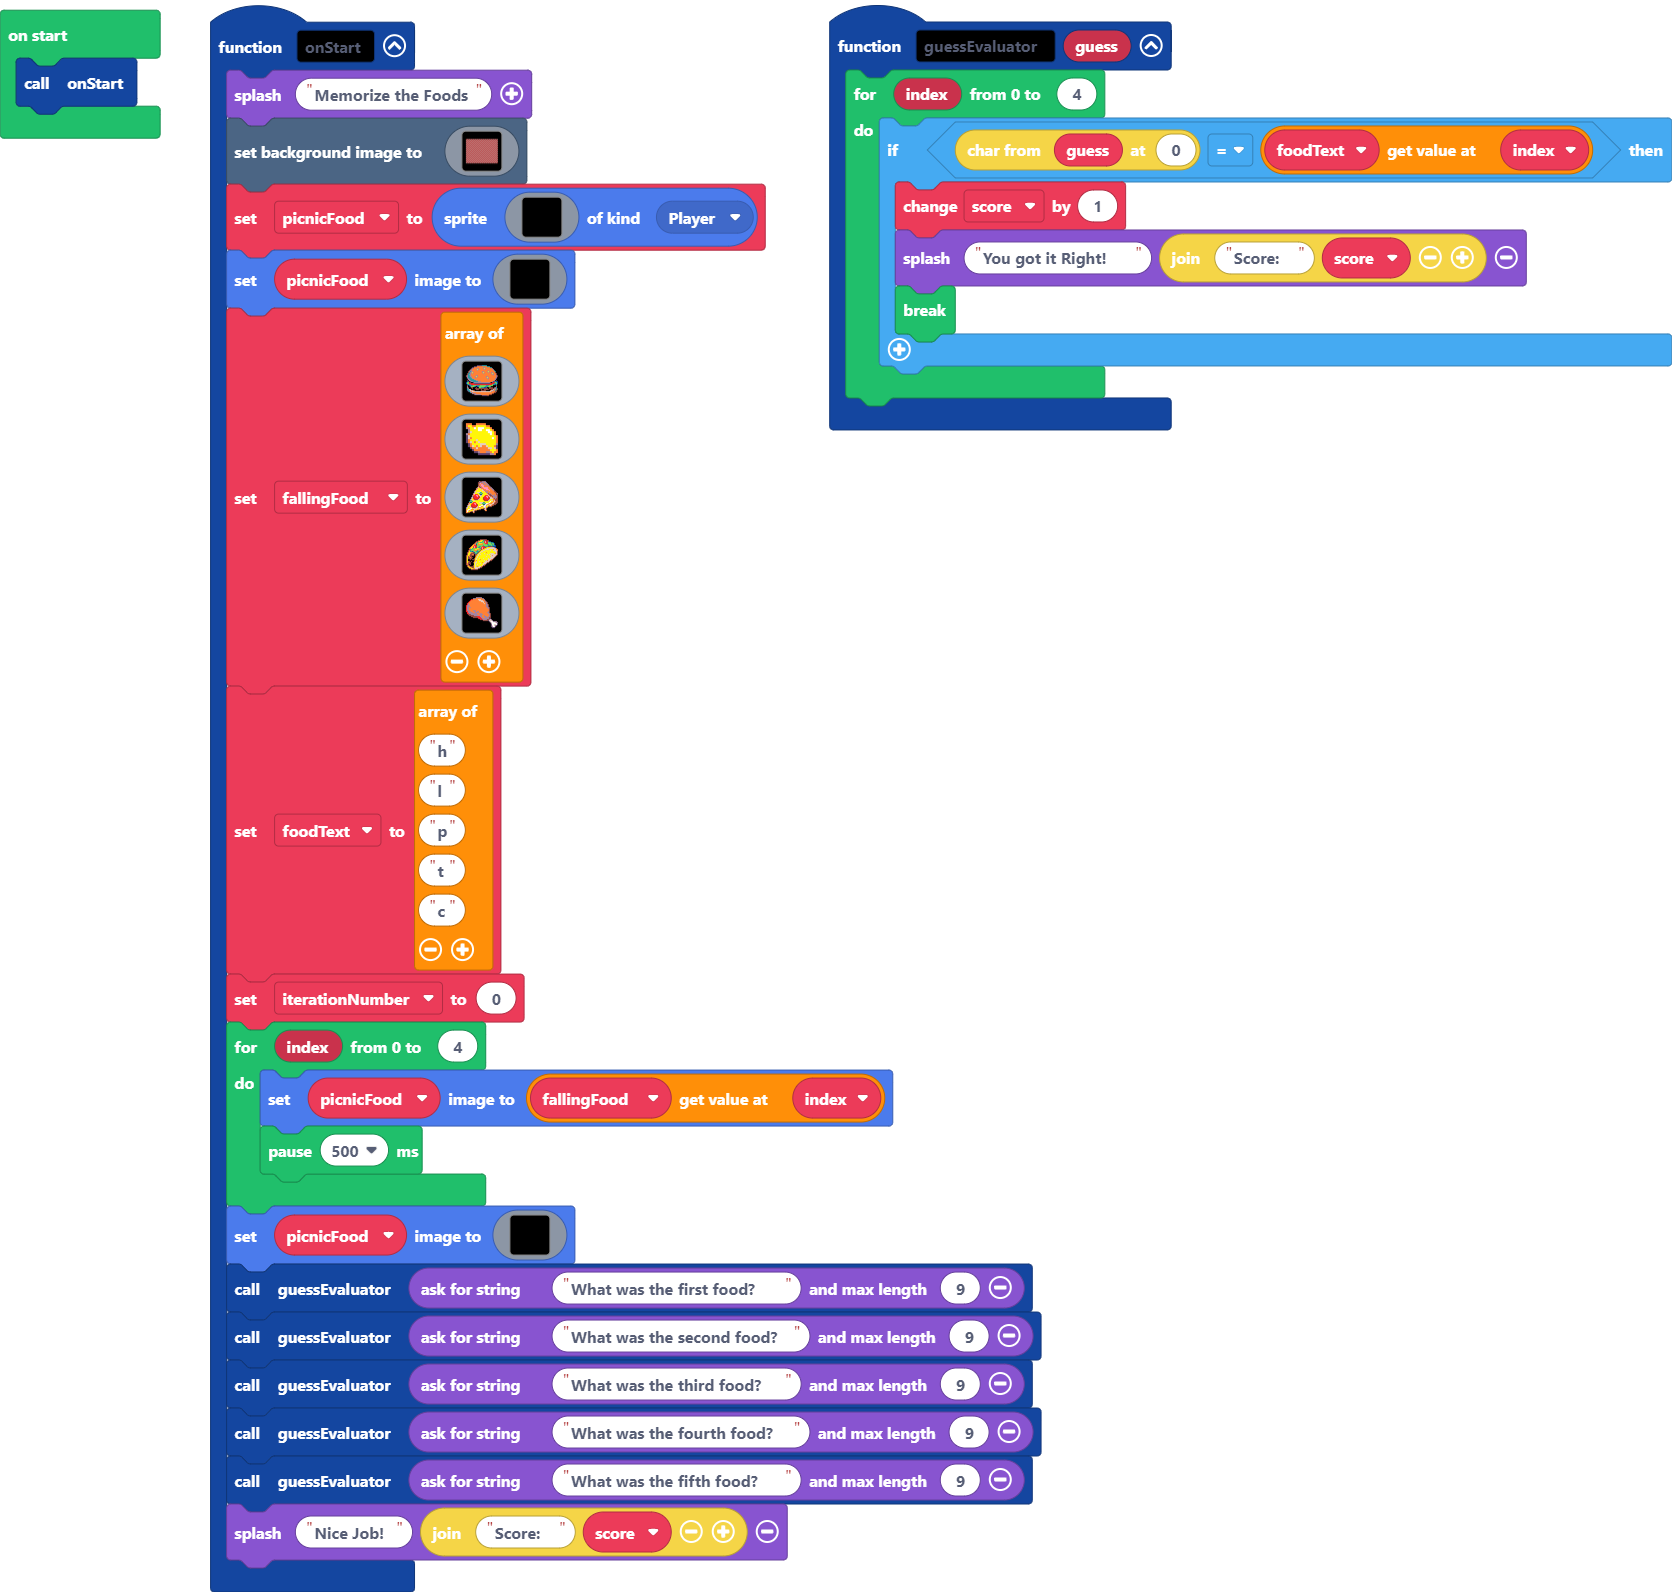 on start
call onStart
function onStart
splash "Memorize the Foods"
set background image to
set picnicFood to sprite of kind Player
set picnicFood image to
set fallingFood to array of
set foodText to array of
"h"
"l"
"p"
"t"
"c"
set iterationNumber to 0
for index from 0 to 4
do
set picnicFood image to fallingFood get value at index
pause 500 ms
set picnicFood image to
call guessEvaluator ask for string "What was the first food?" and max length 9
call guessEvaluator ask for string "What was the second food?" and max length 9
call guessEvaluator ask for string "What was the third food?" and max length 9
call guessEvaluator ask for string "What was the fourth food?" and max length 9
call guessEvaluator ask for string "What was the fifth food?" and max length 9
splash "Nice Job!" join "Score: " score
function guessEvaluator guess
for index from 0 to 4
do
if char from guess at 0 = foodText get value at index then
change score by 1
splash "You got it Right! " join "Score: " score
break